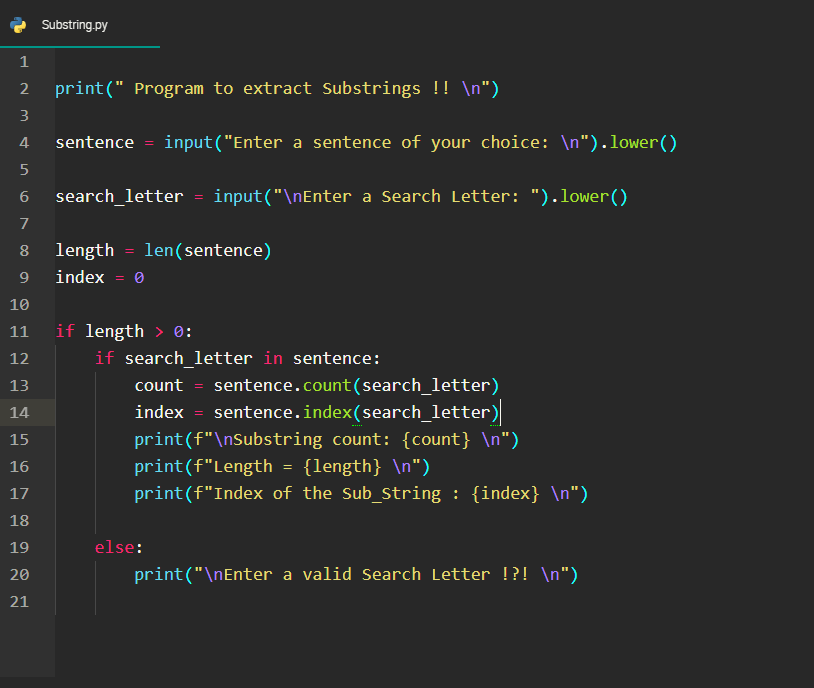 Substring.py
1
2 print(" Program to extract Substrings !! \n")
3
4 sentence = input("Enter a sentence of your choice: \n").lower()
5
6 search_letter = input("\nEnter a Search Letter: ").lower()
7
8 length = len(sentence)
9 index = 0
10
11 if length > 0:
12     if search_letter in sentence:
13         count = sentence.count(search_letter)
14         index = sentence.index(search_letter)
15         print(f"\nSubstring count: {count} \n")
16         print(f"Length = {length} \n")
17         print(f"Index of the Sub_String : {index} \n")
18
19     else:
20         print("\nEnter a valid Search Letter !?! \n")
21